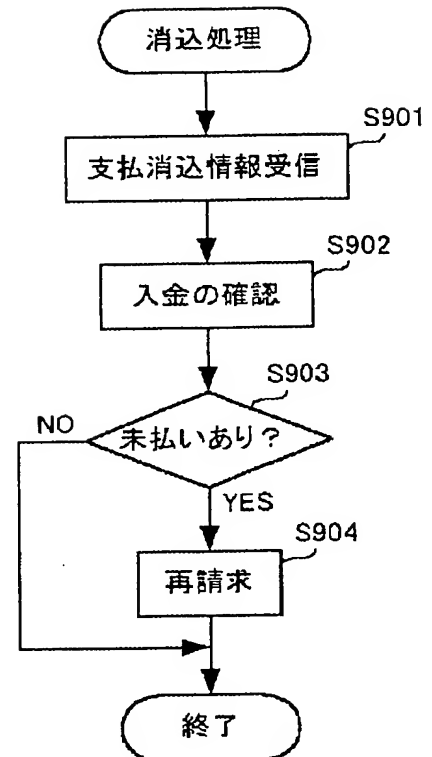 消込処理
S901
支払消込情報受信
S902
入金の確認
S903
NO
未払いあり？
YES
S904
再請求
終了